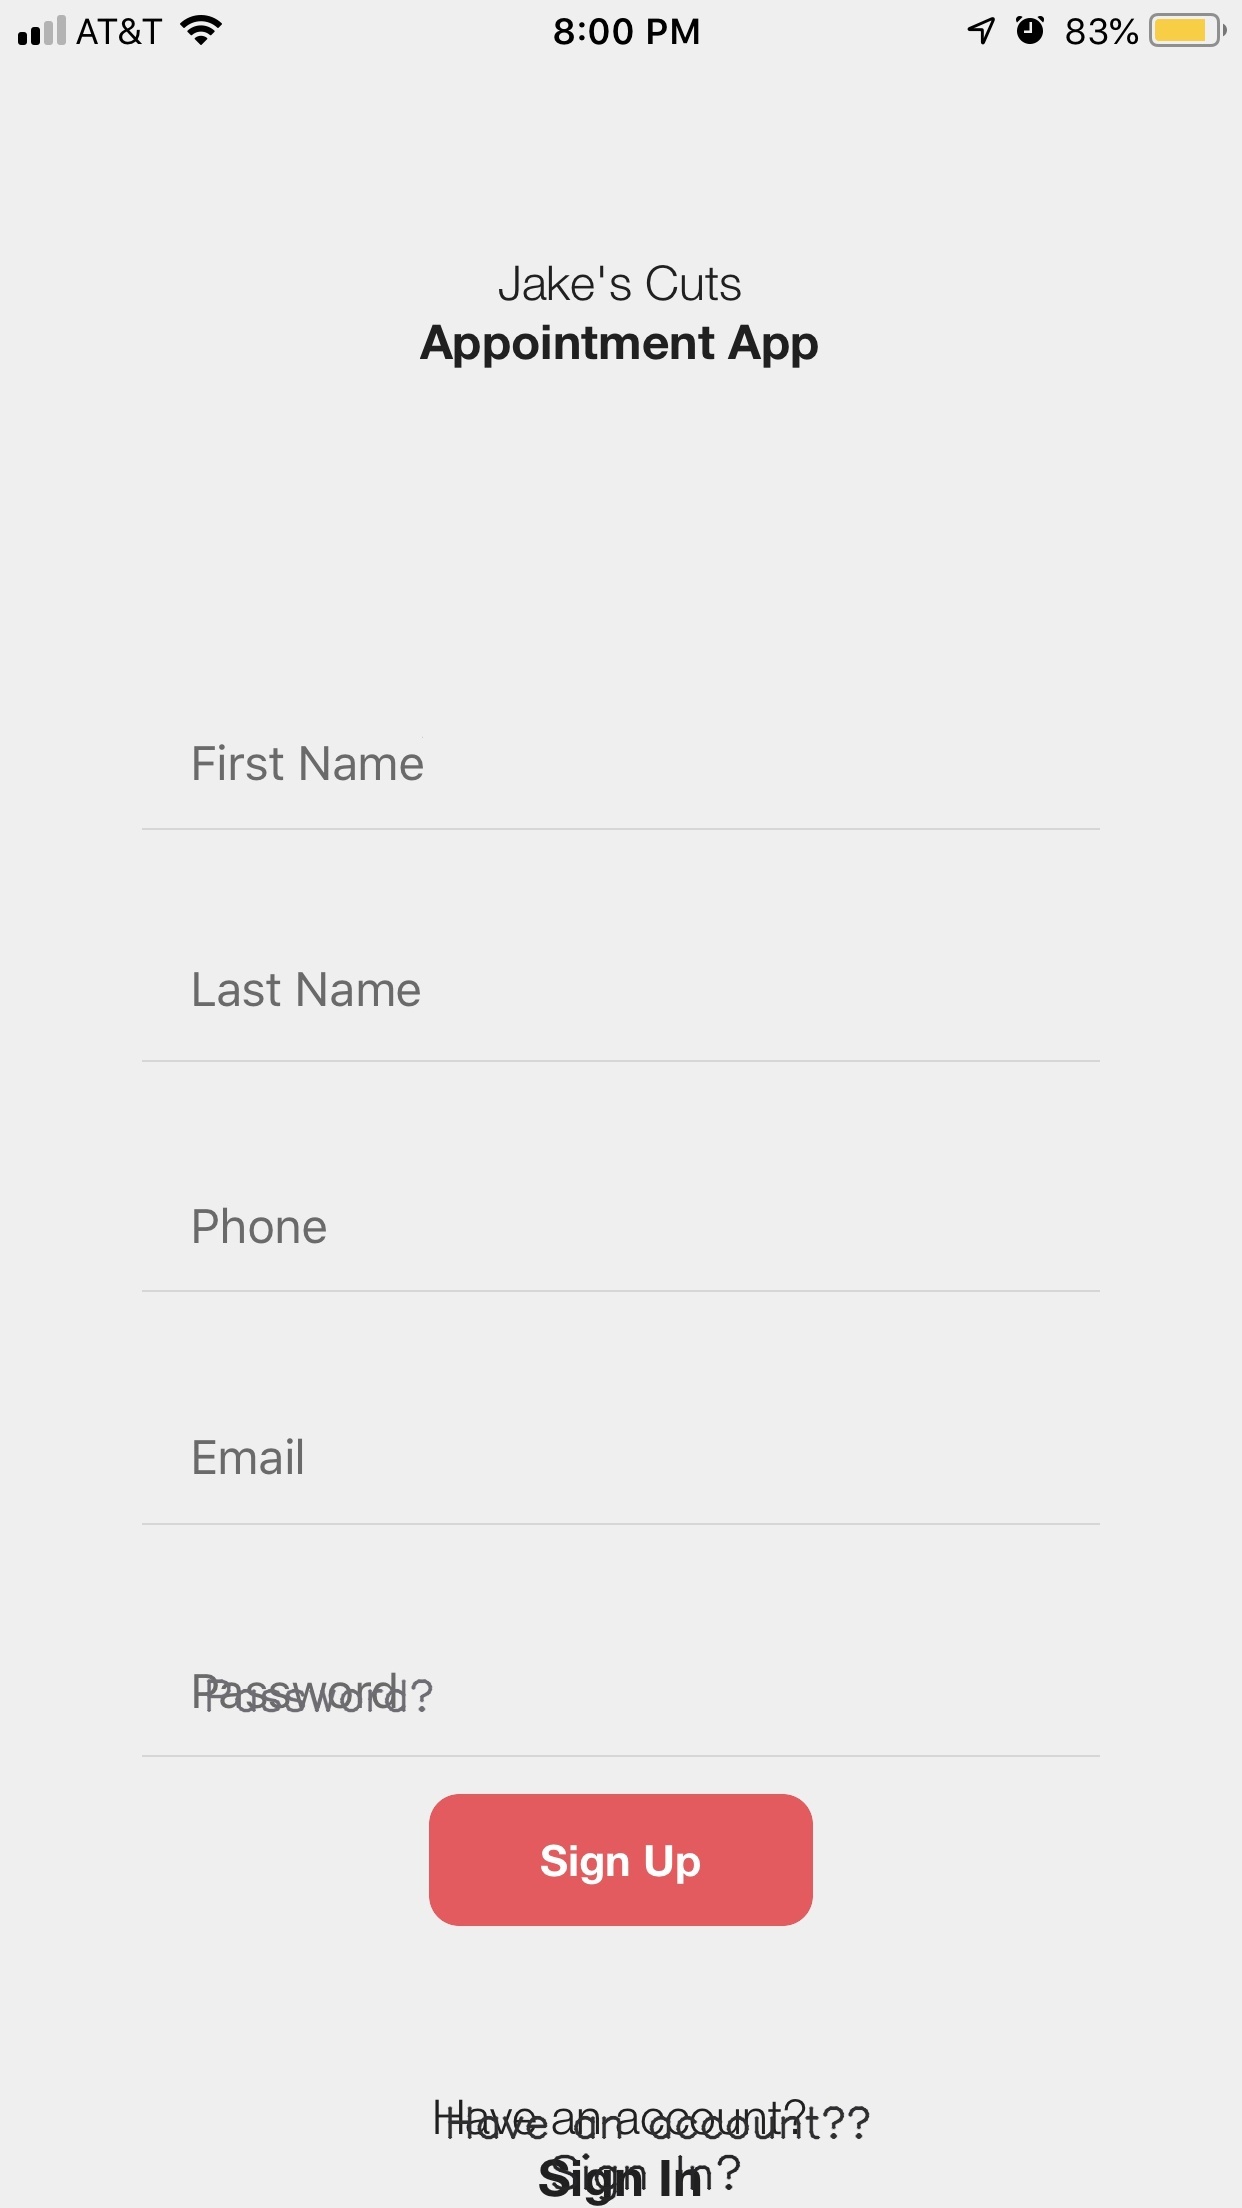 AT&T 8:00 PM 83%
Jake's Cuts
Appointment App
First Name
Last Name
Phone
Email
Password
Password?
Sign Up
Have an account?
Have an account??
Sign In
Sign In?